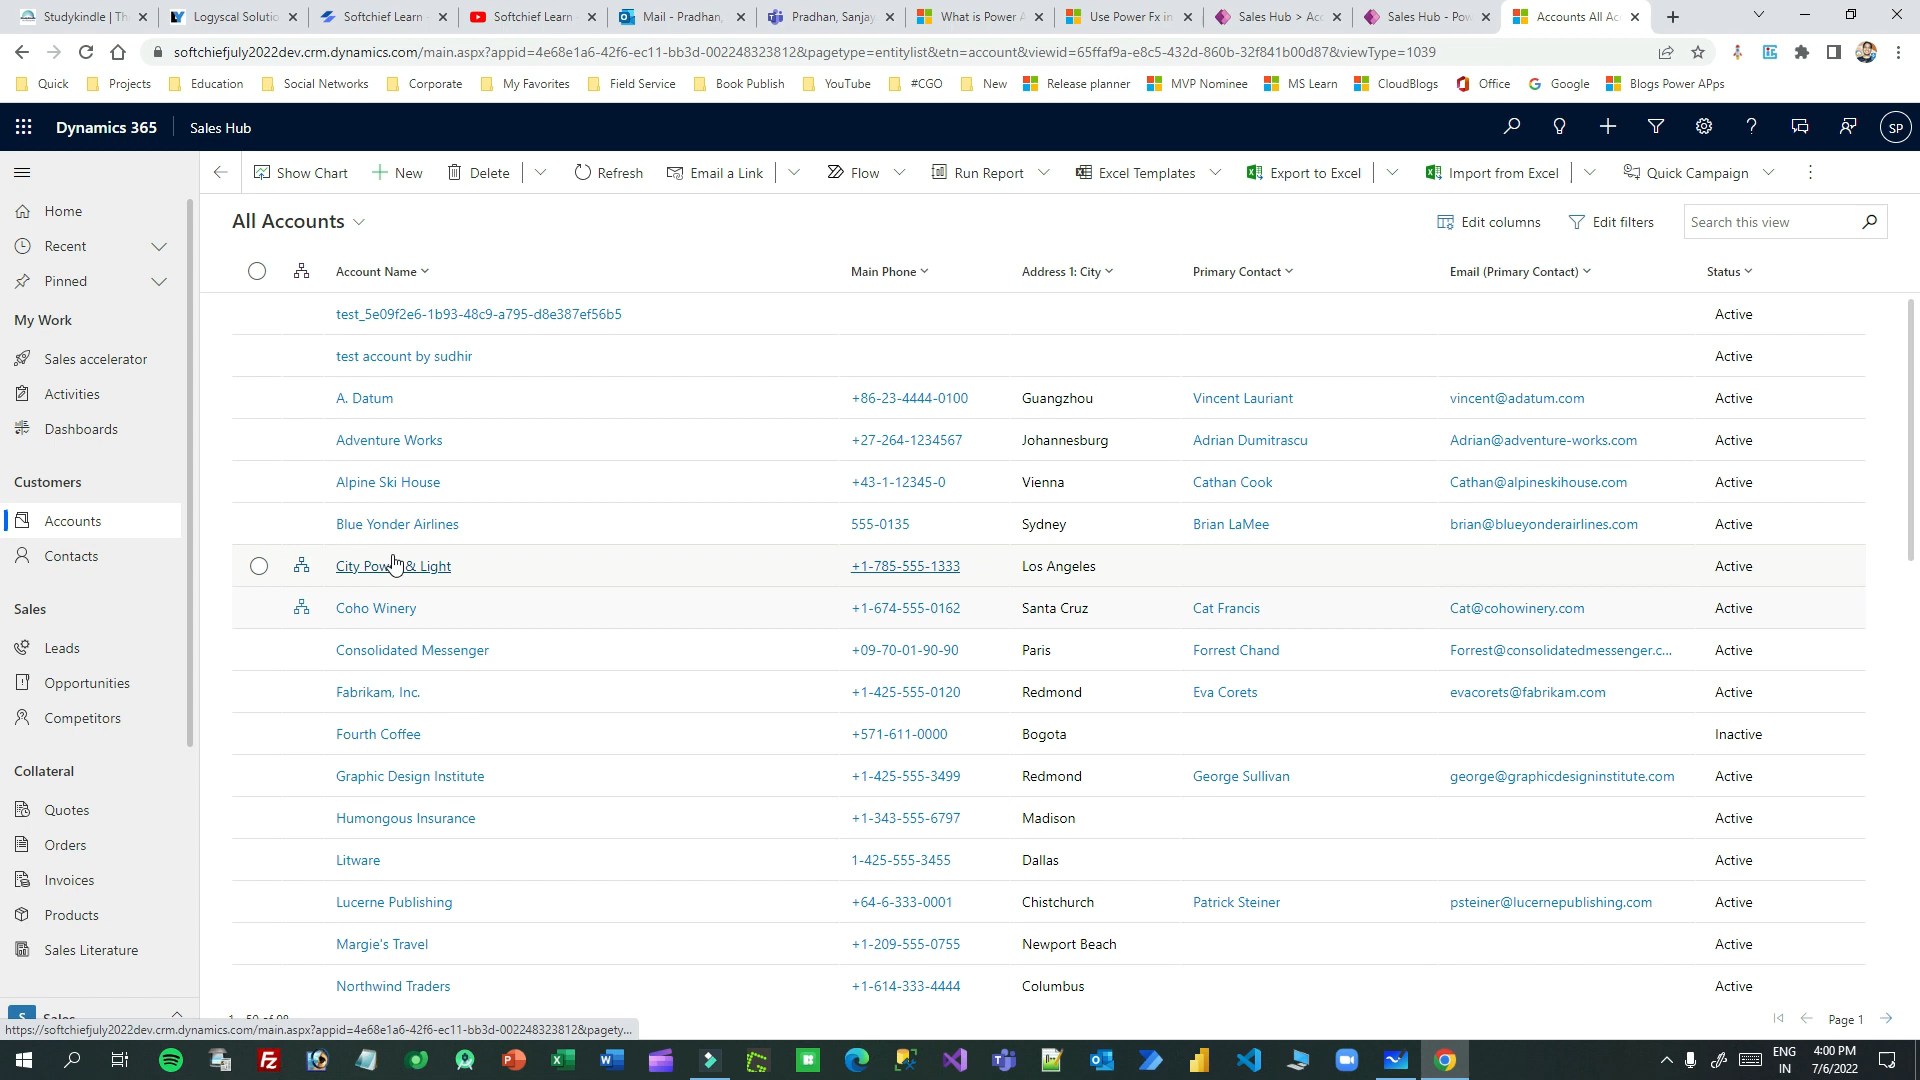 Studykindle | Th
Logyscal Solutio
Softchief Learn -
Softchief Learn
Mail - Pradhan,
Pradhan, Sanjay
What is Power A
Use Power Fx in
Sales Hub > Acc
Sales Hub - Pow
Accounts All Acc
softchiefjuly2022dev.crm.dynamics.com/main.aspx?appid=4e68e1a6-42f6-ec11-bb3d-002248323812&pagetype=entitylist&etn=account&viewid=65ffaf9a-e8c5-432d-860b-32f841b00d87&viewType=1039
Quick
Projects
Education
Social Networks
Corporate
My Favorites
Field Service
Book Publish
YouTube
#CGO
New
Release planner
MVP Nominee
MS Learn
CloudBlogs
Office
Google
Blogs Power APps
Dynamics 365
Sales Hub
SP
Show Chart
New
Delete
Refresh
Email a Link
Flow
Run Report
Excel Templates
Export to Excel
Import from Excel
Quick Campaign
Home
Recent
Pinned
My Work
Sales accelerator
Activities
Dashboards
Customers
Accounts
Contacts
Sales
Leads
Opportunities
Competitors
Collateral
Quotes
Orders
Invoices
Products
Sales Literature
S Sales
All Accounts
Edit columns
Edit filters
Search this view
Account Name Main Phone Address 1: City Primary Contact Email (Primary Contact) Status
test_5e09f2e6-1b93-48c9-a795-d8e387ef56b5 Active
test account by sudhir Active
A. Datum +86-23-4444-0100 Guangzhou Vincent Lauriant vincent@adatum.com Active
Adventure Works +27-264-1234567 Johannesburg Adrian Dumitrascu Adrian@adventure-works.com Active
Alpine Ski House +43-1-12345-0 Vienna Cathan Cook Cathan@alpineskihouse.com Active
Blue Yonder Airlines 555-0135 Sydney Brian LaMee brian@blueyonderairlines.com Active
City Power & Light +1-785-555-1333 Los Angeles Active
Coho Winery +1-674-555-0162 Santa Cruz Cat Francis Cat@cohowinery.com Active
Consolidated Messenger +09-70-01-90-90 Paris Forrest Chand Forrest@consolidatedmessenger.c... Active
Fabrikam, Inc. +1-425-555-0120 Redmond Eva Corets evacorets@fabrikam.com Active
Fourth Coffee +571-611-0000 Bogota Inactive
Graphic Design Institute +1-425-555-3499 Redmond George Sullivan george@graphicdesigninstitute.com Active
Humongous Insurance +1-343-555-6797 Madison Active
Litware 1-425-555-3455 Dallas Active
Lucerne Publishing +64-6-333-0001 Chistchurch Patrick Steiner psteiner@lucernepublishing.com Active
Margie's Travel +1-209-555-0755 Newport Beach Active
Northwind Traders +1-614-333-4444 Columbus Active
1 - 50 of 98
Page 1
https://softchiefjuly2022dev.crm.dynamics.com/main.aspx?appid=4e68e1a6-42f6-ec11-bb3d-002248323812&pagety...
ENG
IN
4:00 PM
7/6/2022